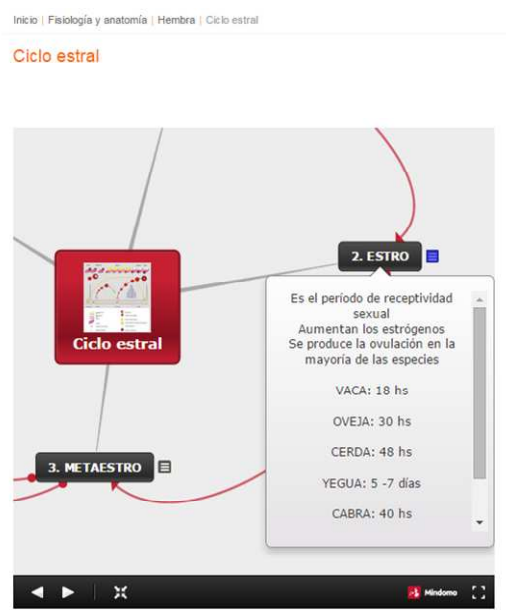 Inicio | Fisiología y anatomía | Hembra | Ciclo estral
Ciclo estral
2. ESTRO
Es el período de receptividad
sexual
Aumentan los estrógenos
Se produce la ovulación en la
mayoría de las especies
VACA: 18 hs
OVEJA: 30 hs
CERDA: 48 hs
YEGUA: 5 -7 días
CABRA: 40 hs
Ciclo estral
3. METAESTRO
Mindomo